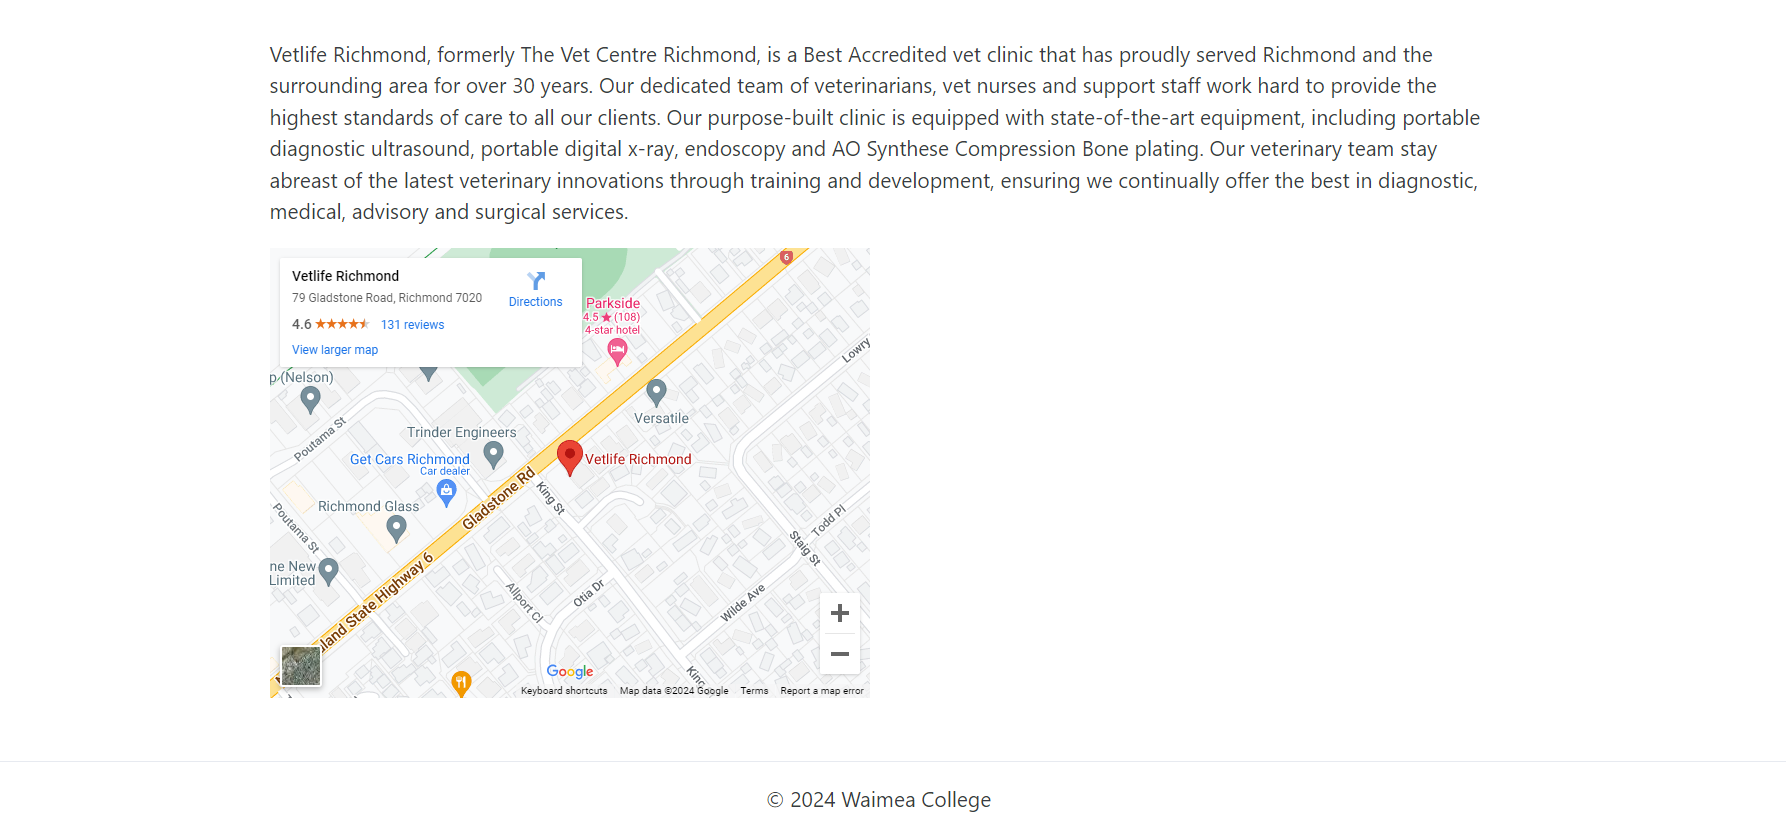 Vetlife Richmond, formerly The Vet Centre Richmond, is a Best Accredited vet clinic that has proudly served Richmond and the
surrounding area for over 30 years. Our dedicated team of veterinarians, vet nurses and support staff work hard to provide the
highest standards of care to all our clients. Our purpose-built clinic is equipped with state-of-the-art equipment, including portable
diagnostic ultrasound, portable digital x-ray, endoscopy and AO Synthese Compression Bone plating. Our veterinary team stay
abreast of the latest veterinary innovations through training and development, ensuring we continually offer the best in diagnostic,
medical, advisory and surgical services.
Vetlife Richmond
79 Gladstone Road, Richmond 7020
Directions
4.6 ★★★★★ 131 reviews
View larger map
6
Parkside
4.5 ★ (108)
4-star hotel
Lowry
p (Nelson)
Versatile
Poutama St
Trinder Engineers
Get Cars Richmond
Car dealer
Vetlife Richmond
Gladstone Rd
King St
Richmond Glass
Poutama St
Todd Pl
Staig St
ne New
Limited
land State Highway 6
Allport Cl
Otia Dr
Wilde Ave
King
Google
Keyboard shortcuts
Map data ©2024 Google
Terms
Report a map error
© 2024 Waimea College